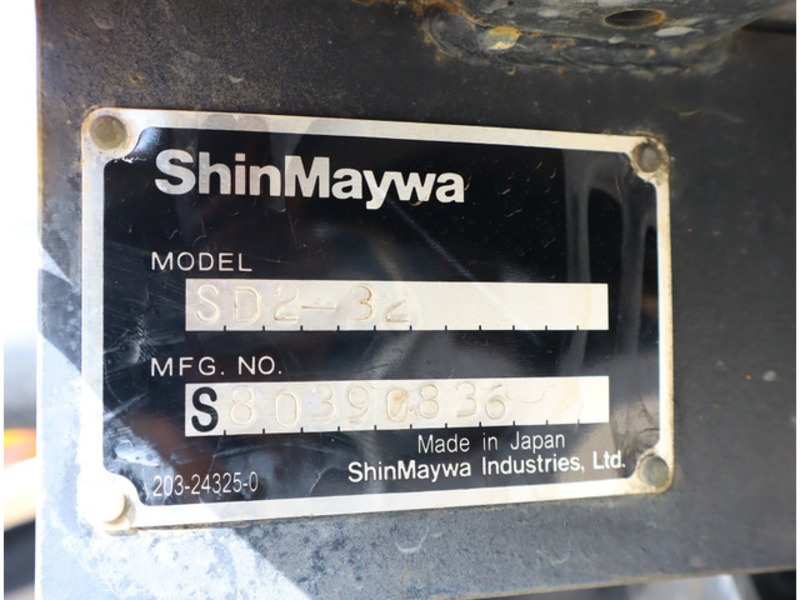 ShinMaywa
MODEL
SD2-32
MFG. NO.
S80390836
Made in Japan
ShinMaywa Industries, Ltd.
203-24325-0